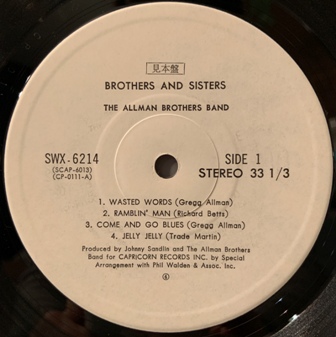 見本盤
BROTHERS AND SISTERS
THE ALLMAN BROTHERS BAND
SWX-6214
(SCAP-6013)
(CP-0111-A)
SIDE 1
STEREO 33 1/3
1. WASTED WORDS (Gregg Allman)
2. RAMBLIN' MAN (Richard Betts)
3. COME AND GO BLUES (Gregg Allman)
4. JELLY JELLY (Trade Martin)
Produced by Johnny Sandlin and The Allman Brothers
Band for CAPRICORN RECORDS INC. by Special
Arrangement with Phil Walden & Assoc. Inc.